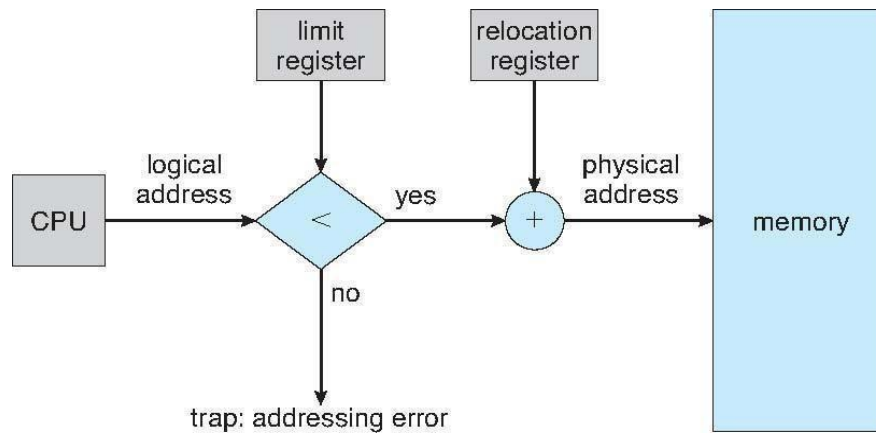 limit
register
relocation
register
logical
address
physical
address
CPU
<
yes
+
memory
no
trap: addressing error